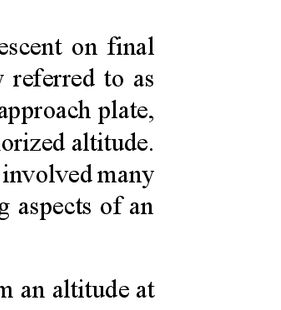 escent on final
referred to as
approach plate,
orized altitude.
involved many
g aspects of an
m an altitude at